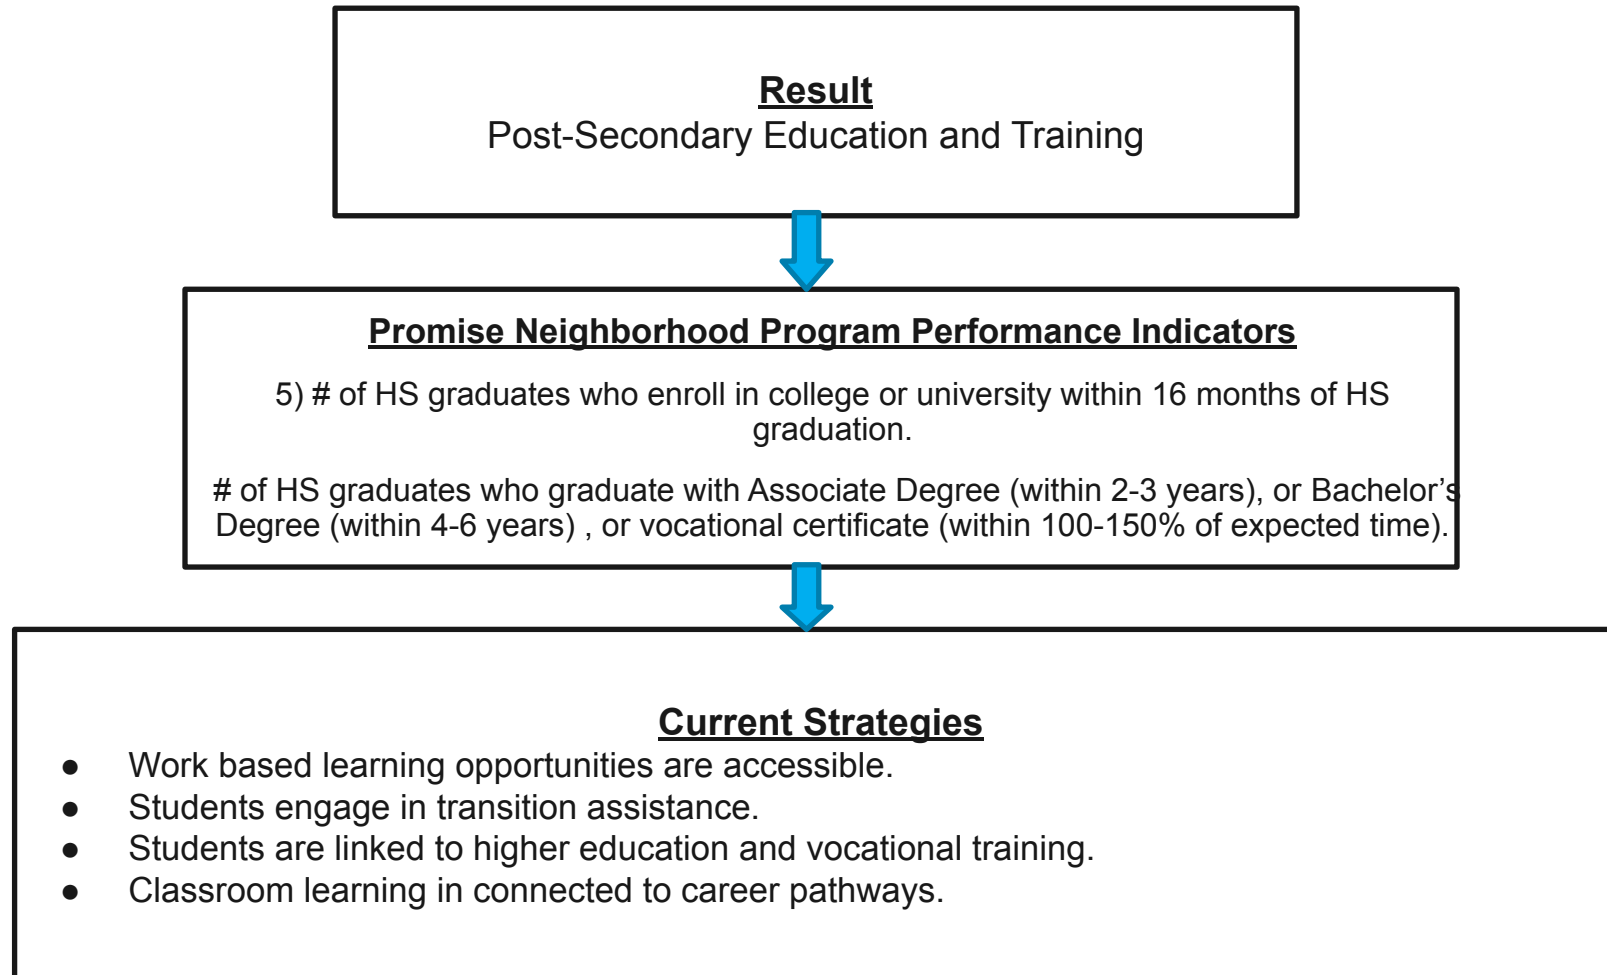 Result
Post-Secondary Education and Training
Promise Neighborhood Program Performance Indicators
5) # of HS graduates who enroll in college or university within 16 months of HS
graduation.
# of HS graduates who graduate with Associate Degree (within 2-3 years), or Bachelor’s
Degree (within 4-6 years) , or vocational certificate (within 100-150% of expected time).
Current Strategies
● Work based learning opportunities are accessible.
● Students engage in transition assistance.
● Students are linked to higher education and vocational training.
● Classroom learning in connected to career pathways.